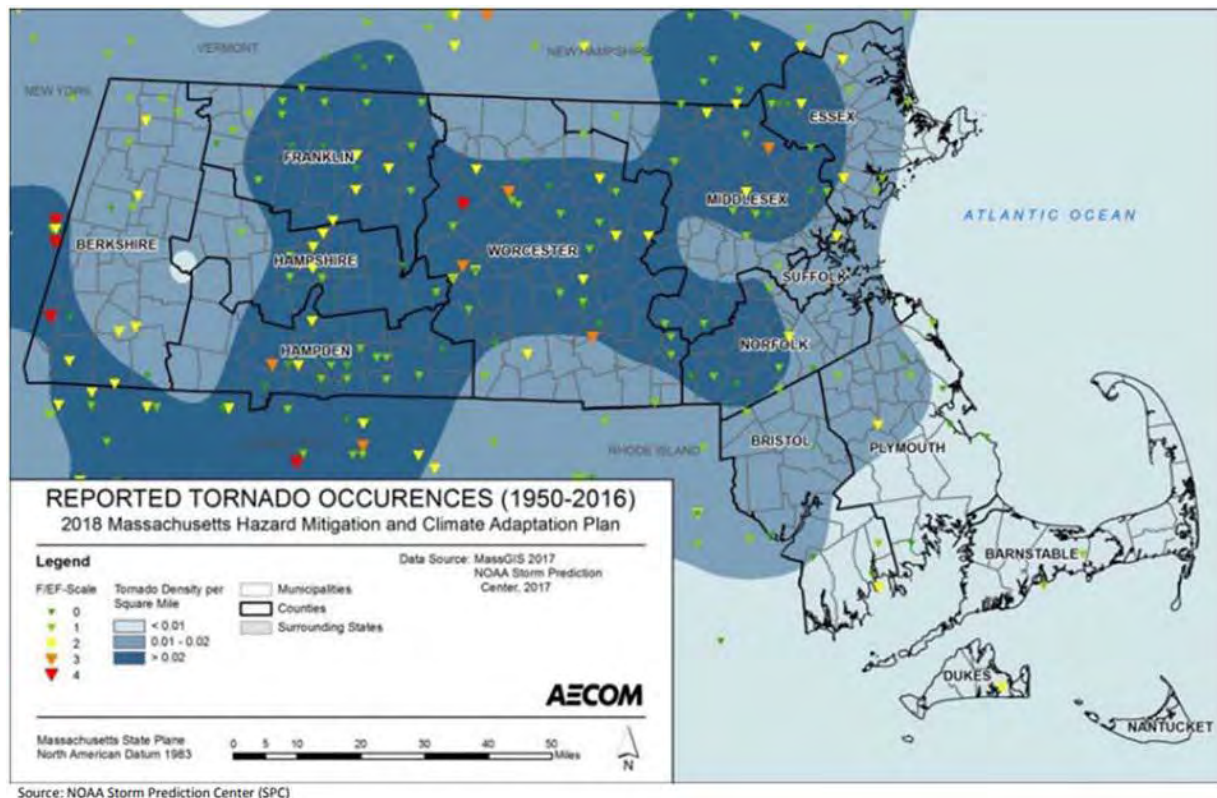 VERMONT
NEW HAMPSHIRE
NEW YORK
ESSEX
FRANKLIN
MIDDLESEX
ATLANTIC OCEAN
BERKSHIRE
HAMPSHIRE
WORCESTER
SUFFOLK
NORFOLK
HAMPDEN
BRISTOL
PLYMOUTH
RHODE ISLAND
BARNSTABLE
DUKES
NANTUCKET
REPORTED TORNADO OCCURENCES (1950-2016)
2018 Massachusetts Hazard Mitigation and Climate Adaptation Plan
Legend
F/EF-Scale
0
1
2
3
4
Tornado Density per
Square Mile
< 0.01
0.01 - 0.02
> 0.02
Municipalities
Counties
Surrounding States
Data Source: MassGIS 2017
NOAA Storm Prediction
Center, 2017
AECOM
Massachusetts State Plane
North American Datum 1983
0 5 10 20 30 40 50
Miles
N
Source: NOAA Storm Prediction Center (SPC)